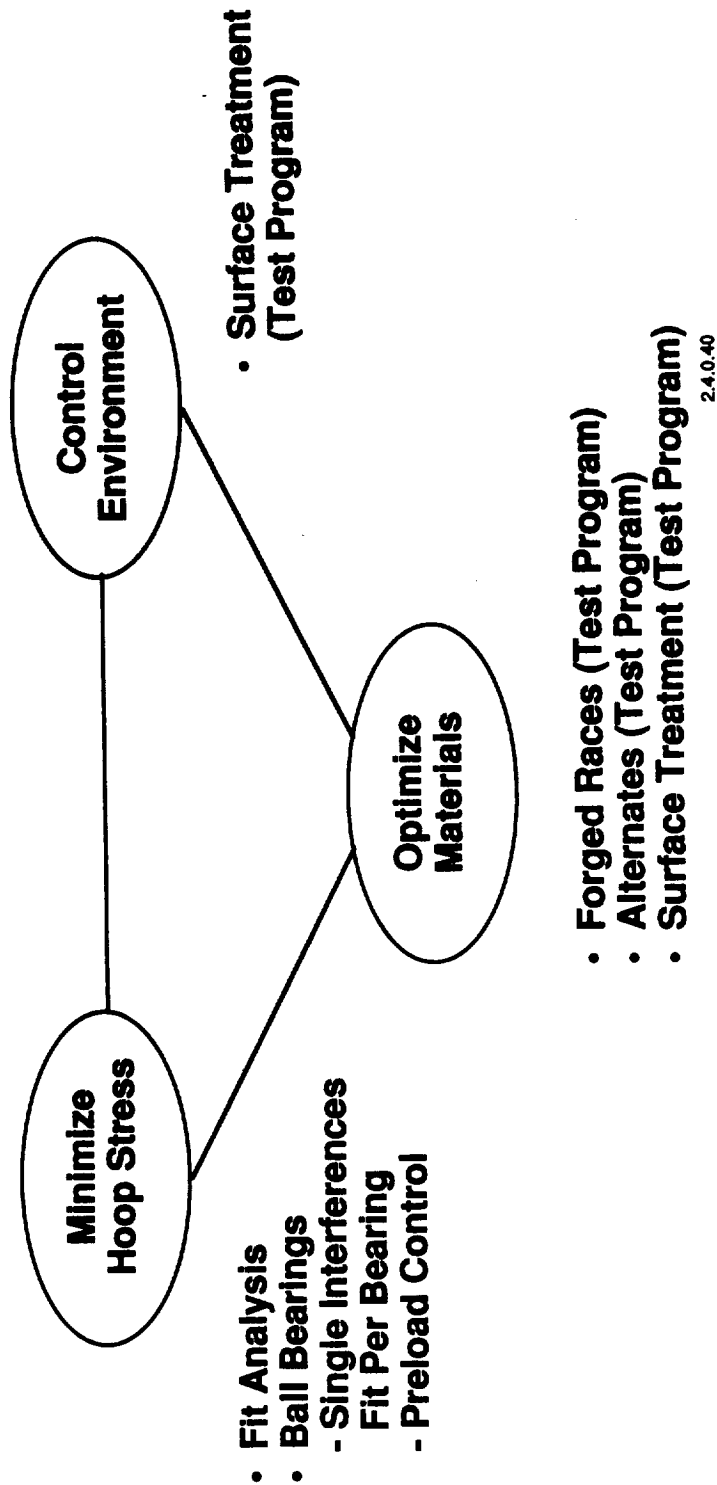 Minimize
Hoop Stress
Control
Environment
Optimize
Materials
• Fit Analysis
• Ball Bearings
- Single Interferences
Fit Per Bearing
- Preload Control
• Surface Treatment
(Test Program)
• Forged Races (Test Program)
• Alternates (Test Program)
• Surface Treatment (Test Program)
2.4.0.40